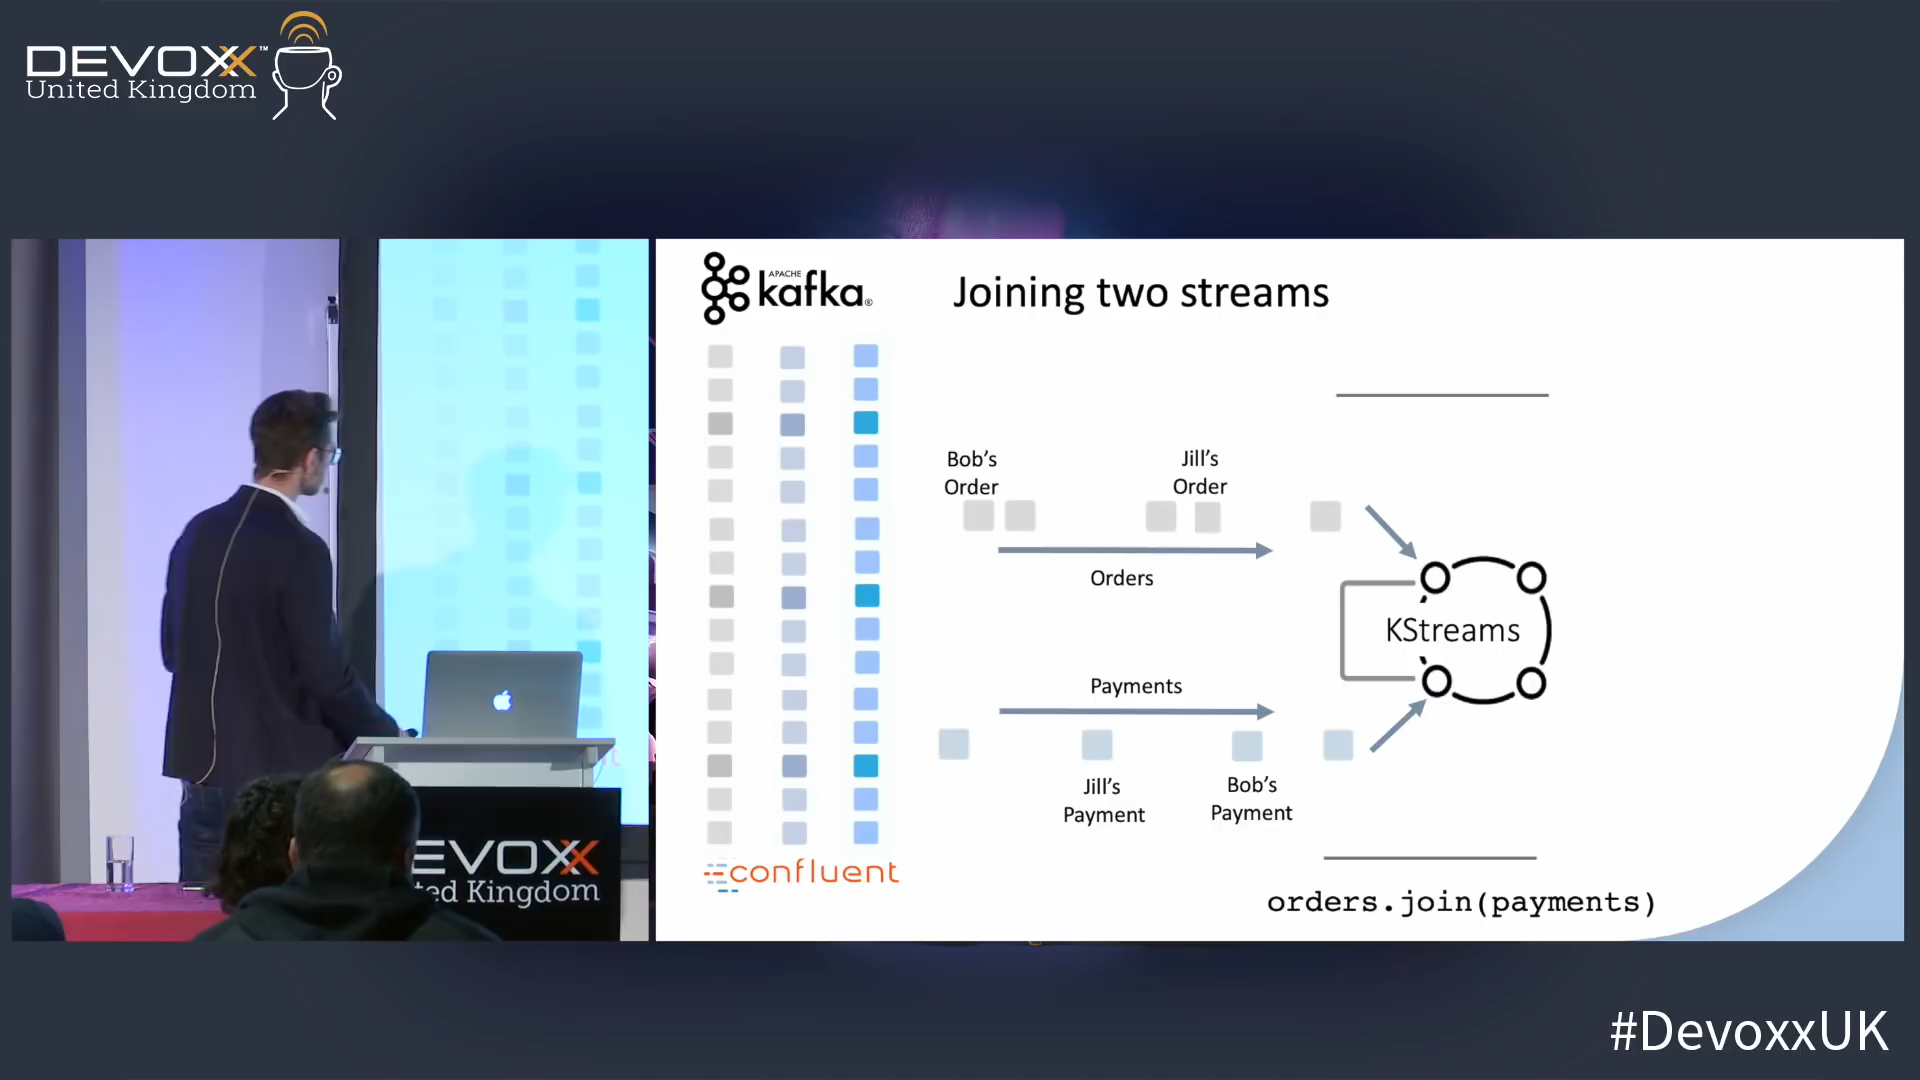 DEVOXX™
United Kingdom
APACHE
kafka®
Joining two streams
Bob's
Order
Jill's
Order
Orders
KStreams
Payments
Jill's
Payment
Bob's
Payment
confluent
orders.join(payments)
EVOXX
ted Kingdom
#DevoxxUK